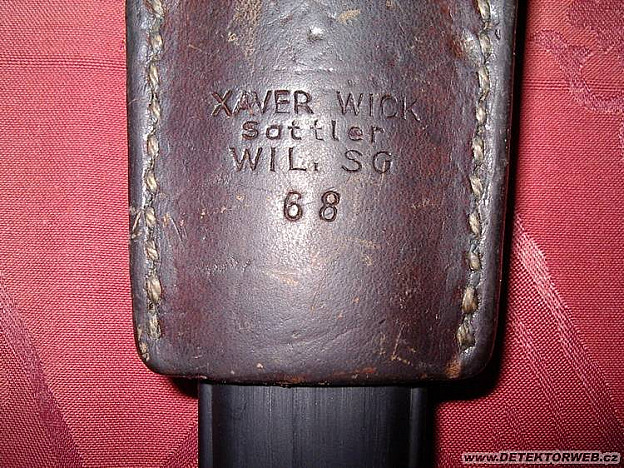 XAVER WICK
Sattler
WIL. SG
68
www.DETEKTORWEB.cz